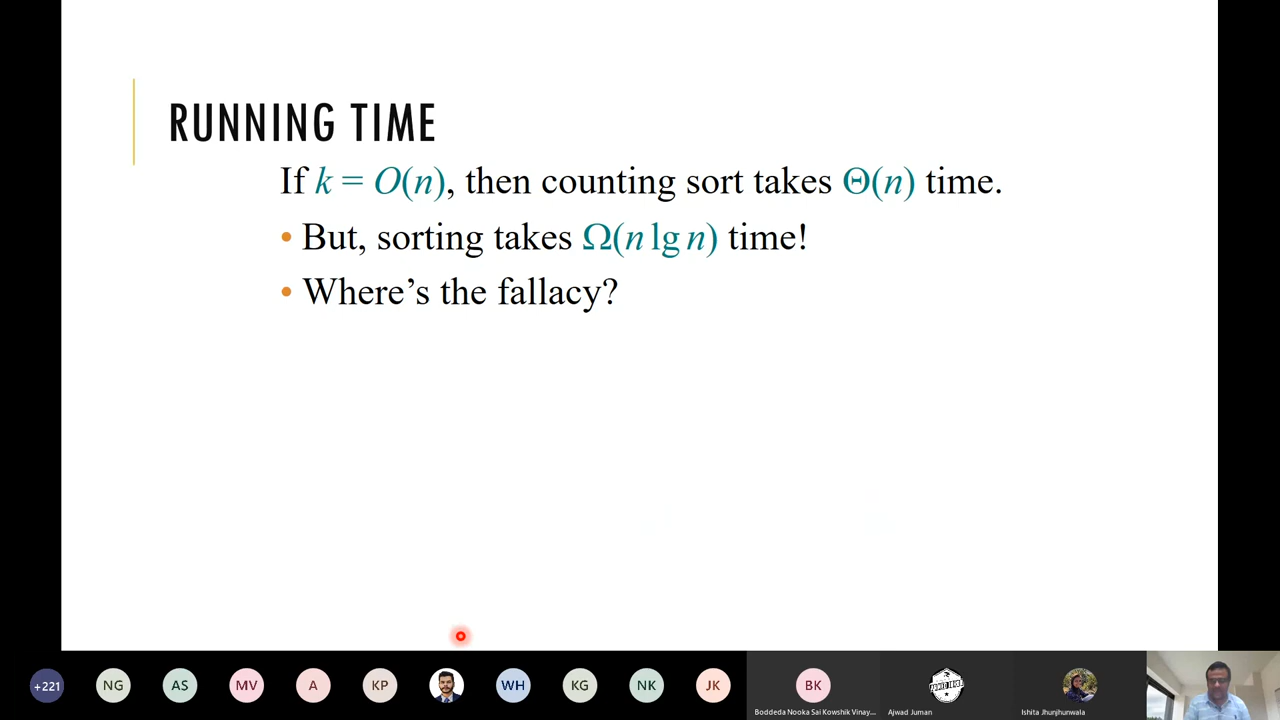 RUNNING TIME
If k = O(n), then counting sort takes Θ(n) time.
• But, sorting takes Ω(n lg n) time!
• Where’s the fallacy?
+221
NG
AS
MV
A
KP
WH
KG
NK
JK
BK
Boddeda Nooka Sai Kowshik Vinay...
Ajwad Juman
Ishita Jhunjhunwala